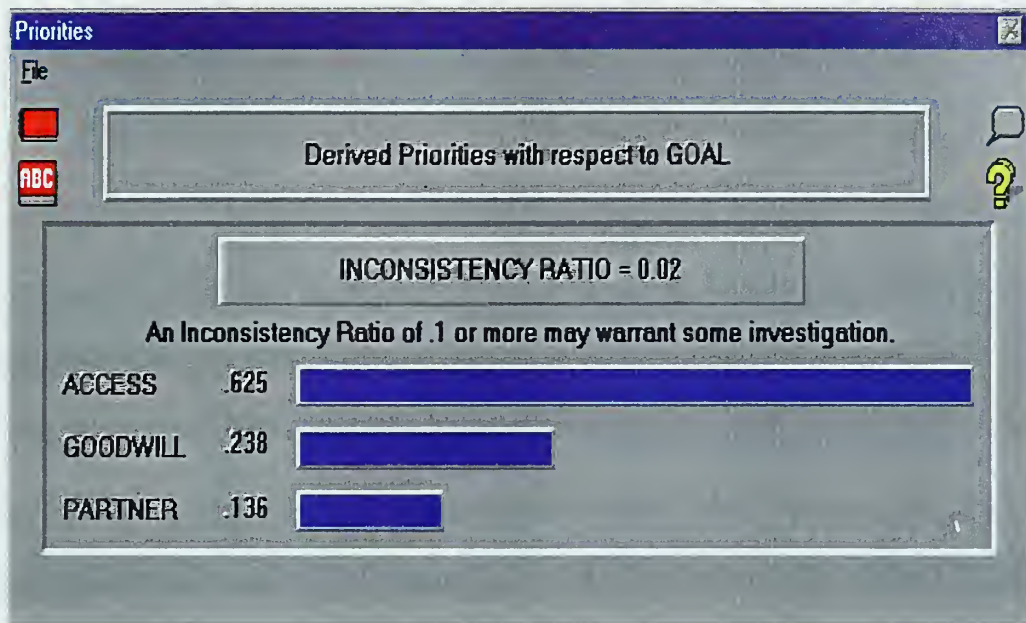 Priorities
File
Derived Priorities with respect to GOAL
ABC
INCONSISTENCY RATIO = 0.02
An Inconsistency Ratio of .1 or more may warrant some investigation.
ACCESS .625
GOODWILL .238
PARTNER .136